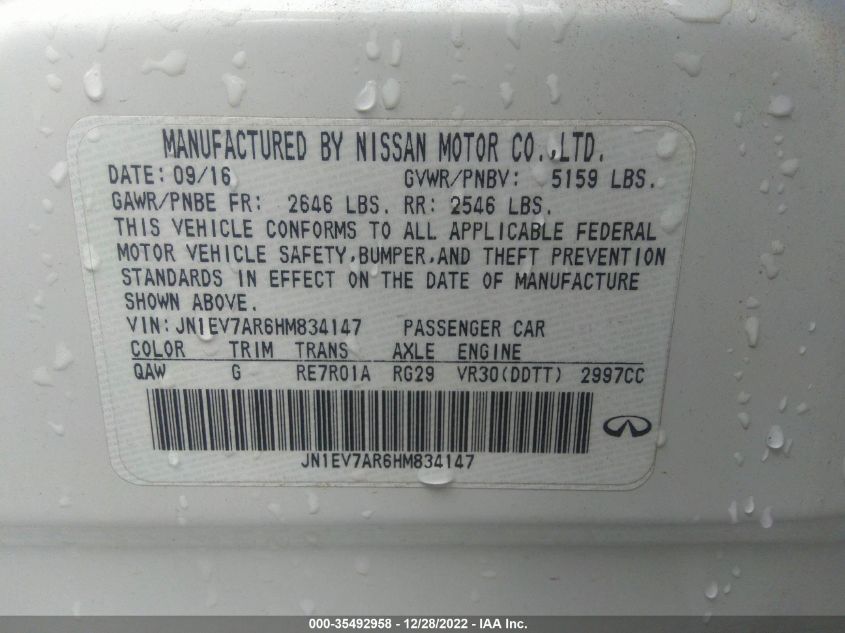 MANUFACTURED BY NISSAN MOTOR CO.,LTD.
DATE: 09/16 GVWR/PNBV: 5159 LBS.
GAWR/PNBE FR: 2646 LBS. RR: 2546 LBS.
THIS VEHICLE CONFORMS TO ALL APPLICABLE FEDERAL
MOTOR VEHICLE SAFETY,BUMPER,AND THEFT PREVENTION
STANDARDS IN EFFECT ON THE DATE OF MANUFACTURE
SHOWN ABOVE.
VIN: JN1EV7AR6HM834147 PASSENGER CAR
COLOR TRIM TRANS AXLE ENGINE
QAW G RE7R01A RG29 VR30(DDTT) 2997CC
JN1EV7AR6HM834147
000-35492958 - 12/28/2022 - IAA Inc.